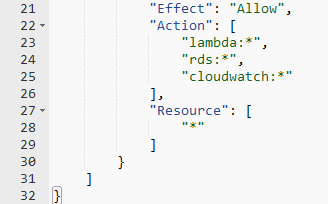 21 "Effect": "Allow",
22 "Action": [
23 "lambda:*",
24 "rds:*",
25 "cloudwatch:*"
26 ],
27 "Resource": [
28 "*"
29 ]
30 }
31 ]
32 }